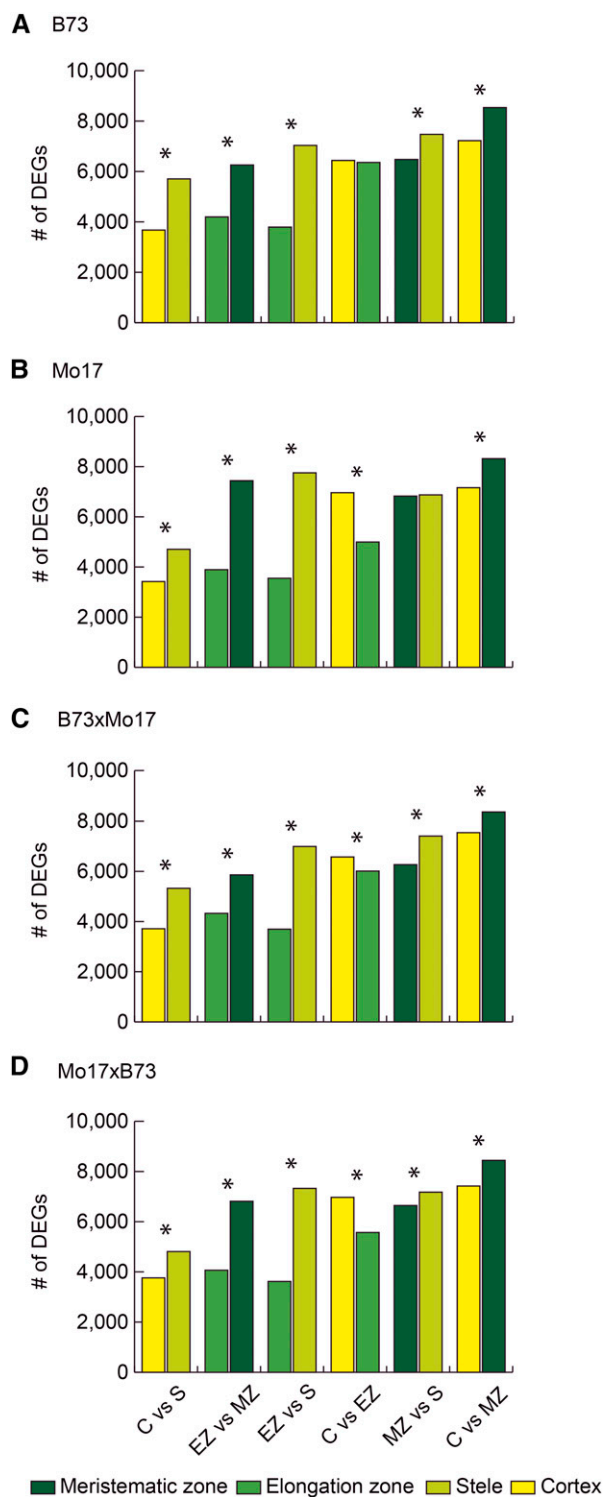 A B73
10,000
8,000
6,000
4,000
2,000
0
# of DEGs
* * * * *
B Mo17
10,000
8,000
6,000
4,000
2,000
0
# of DEGs
* * * * *
C B73xMo17
10,000
8,000
6,000
4,000
2,000
0
# of DEGs
* * * * * *
D Mo17xB73
10,000
8,000
6,000
4,000
2,000
0
# of DEGs
* * * * * *
C vs S
EZ vs MZ
EZ vs S
C vs EZ
MZ vs S
C vs MZ
Meristematic zone Elongation zone Stele Cortex